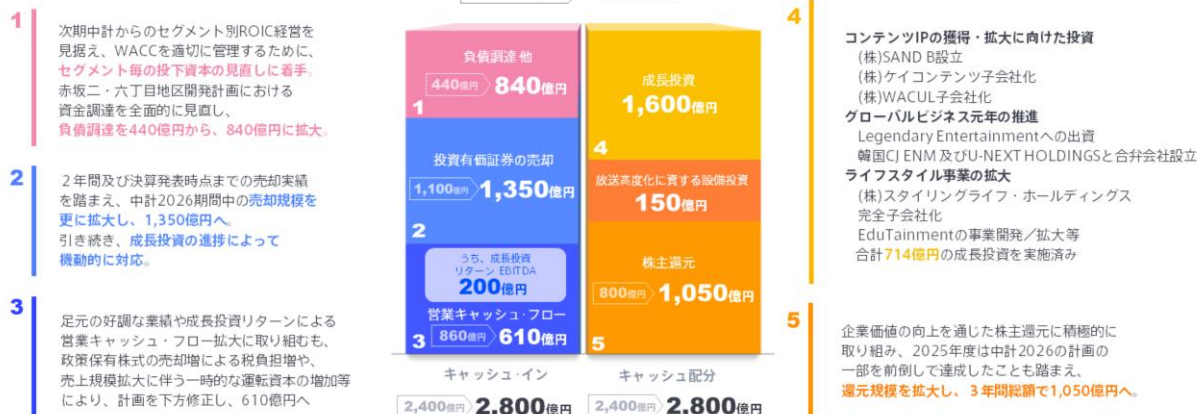 1
次期中計からのセグメント別ROIC経営を
見据え、WACCを適切に管理するために、
セグメント毎の投下資本の見直しに着手。
赤坂二・六丁目地区開発計画における
資金調達を全面的に見直し、
負債調達を440億円から、840億円に拡大。
2
2年間及び決算発表時点までの売却実績
を踏まえ、中計2026期間中の売却規模を
更に拡大し、1,350億円へ。
引き続き、成長投資の進捗によって
機動的に対応。
3
足元の好調な業績や成長投資リターンによる
営業キャッシュ・フロー拡大に取り組むも、
政策保有株式の売却増による税負担増や、
売上規模拡大に伴う一時的な運転資本の増加等
により、計画を下方修正し、610億円へ
負債調達 他
440億円 840億円
1
投資有価証券の売却
1,100億円 1,350億円
2
うち、成長投資
リターン EBITDA
200億円
営業キャッシュ・フロー
3 860億円 610億円
キャッシュ・イン
2,400億円 2,800億円
成長投資
1,600億円
4
放送高度化に資する設備投資
150億円
株主還元
800億円 1,050億円
5
キャッシュ配分
2,400億円 2,800億円
4
コンテンツIPの獲得・拡大に向けた投資
(株)SAND B設立
(株)ケイコンテンツ子会社化
(株)WACUL子会社化
グローバルビジネス元年の推進
Legendary Entertainmentへの出資
韓国CJ ENM 及びU-NEXT HOLDINGSと合弁会社設立
ライフスタイル事業の拡大
(株)スタイリングライフ・ホールディングス
完全子会社化
EduTainmentの事業開発／拡大等
合計714億円の成長投資を実施済み
5
企業価値の向上を通じた株主還元に積極的に
取り組み、2025年度は中計2026の計画の
一部を前倒しで達成したことも踏まえ、
還元規模を拡大し、3年間総額で1,050億円へ。